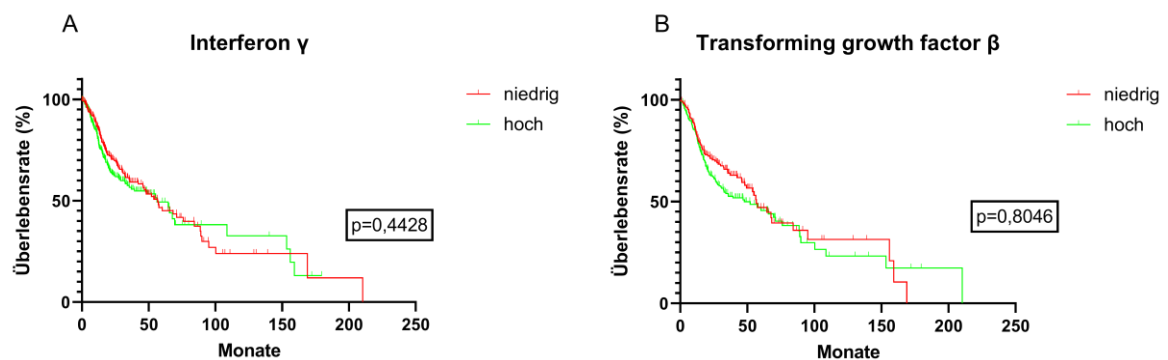 A
Interferon γ
Überlebensrate (%)
100
50
0
0 50 100 150 200 250
Monate
niedrig
hoch
p=0,4428
B
Transforming growth factor β
Überlebensrate (%)
100
50
0
0 50 100 150 200 250
Monate
niedrig
hoch
p=0,8046